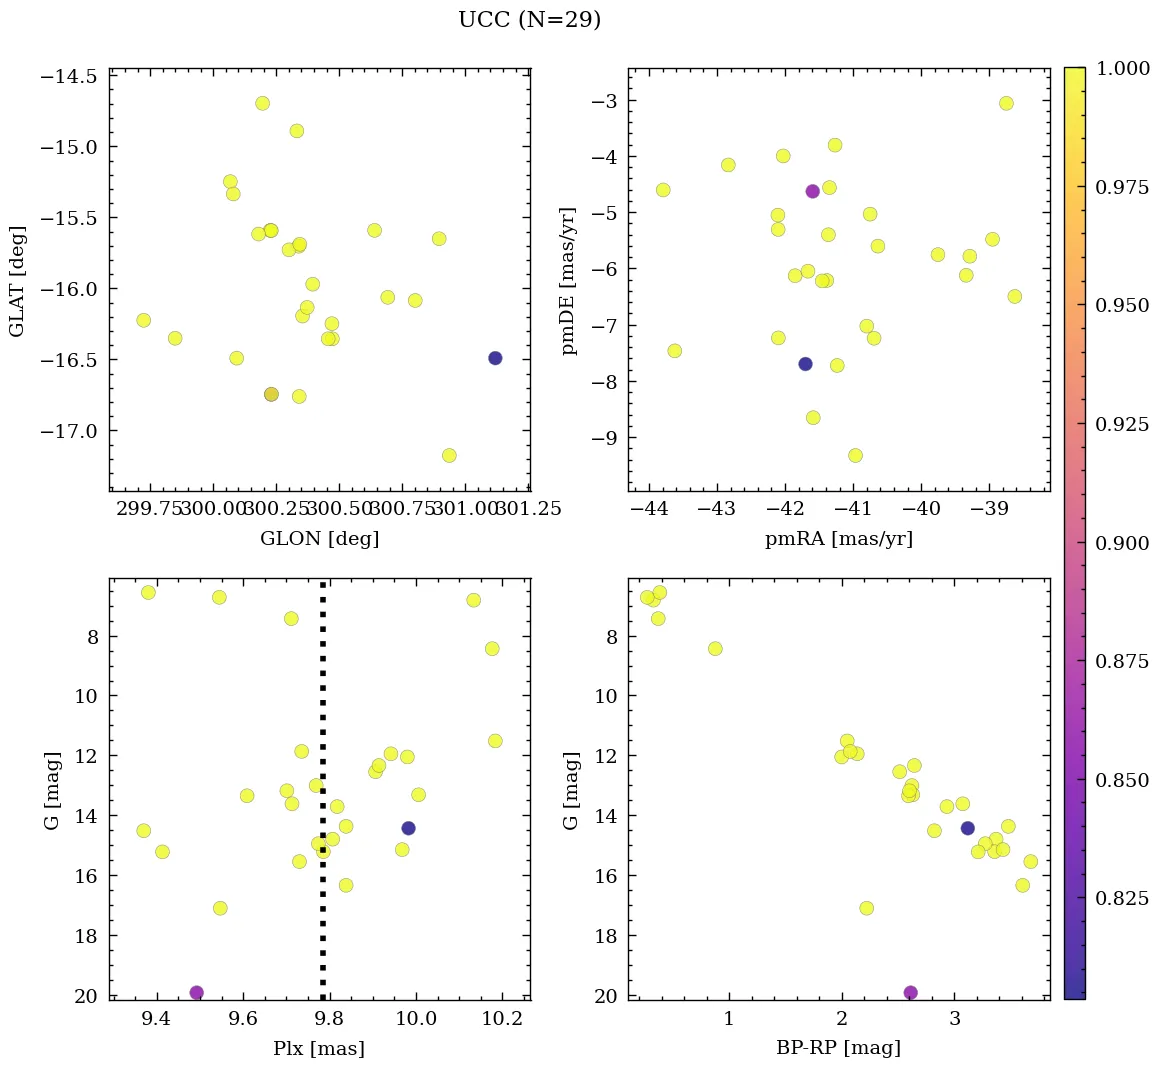 UCC (N=29)
−14.5
−15.0
−15.5
−16.0
−16.5
−17.0
GLAT [deg]
299.75 300.00 300.25 300.50 300.75 301.00 301.25
GLON [deg]
−3
−4
−5
−6
−7
−8
−9
pmDE [mas/yr]
−44 −43 −42 −41 −40 −39
pmRA [mas/yr]
1.000
0.975
0.950
0.925
0.900
0.875
0.850
0.825
8
10
12
14
16
18
20
G [mag]
9.4 9.6 9.8 10.0 10.2
Plx [mas]
8
10
12
14
16
18
20
G [mag]
1 2 3
BP-RP [mag]